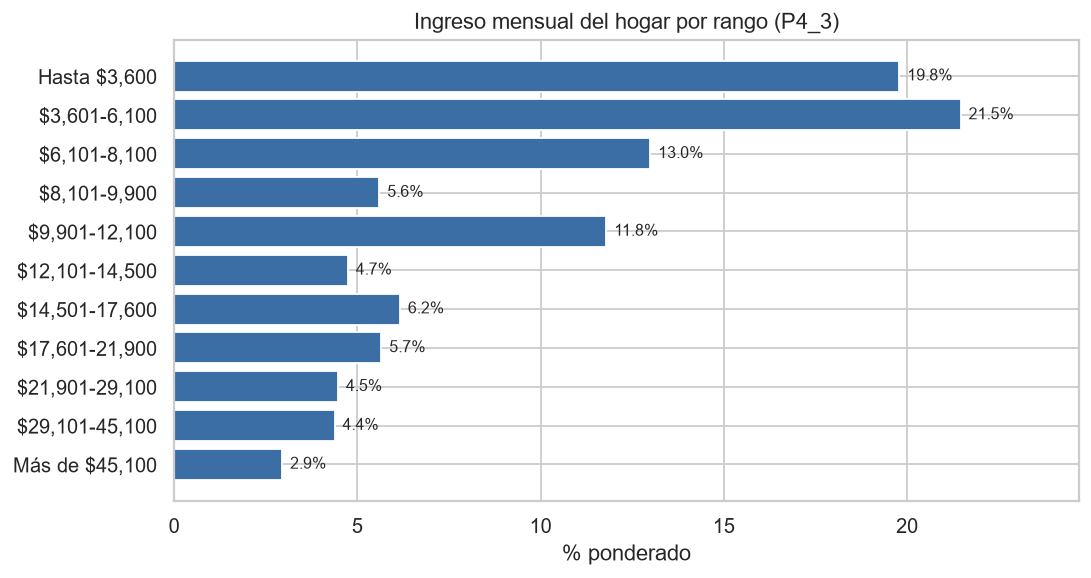 Ingreso mensual del hogar por rango (P4_3)
Hasta $3,600 19.8%
$3,601-6,100 21.5%
$6,101-8,100 13.0%
$8,101-9,900 5.6%
$9,901-12,100 11.8%
$12,101-14,500 4.7%
$14,501-17,600 6.2%
$17,601-21,900 5.7%
$21,901-29,100 4.5%
$29,101-45,100 4.4%
Más de $45,100 2.9%
0 5 10 15 20
% ponderado